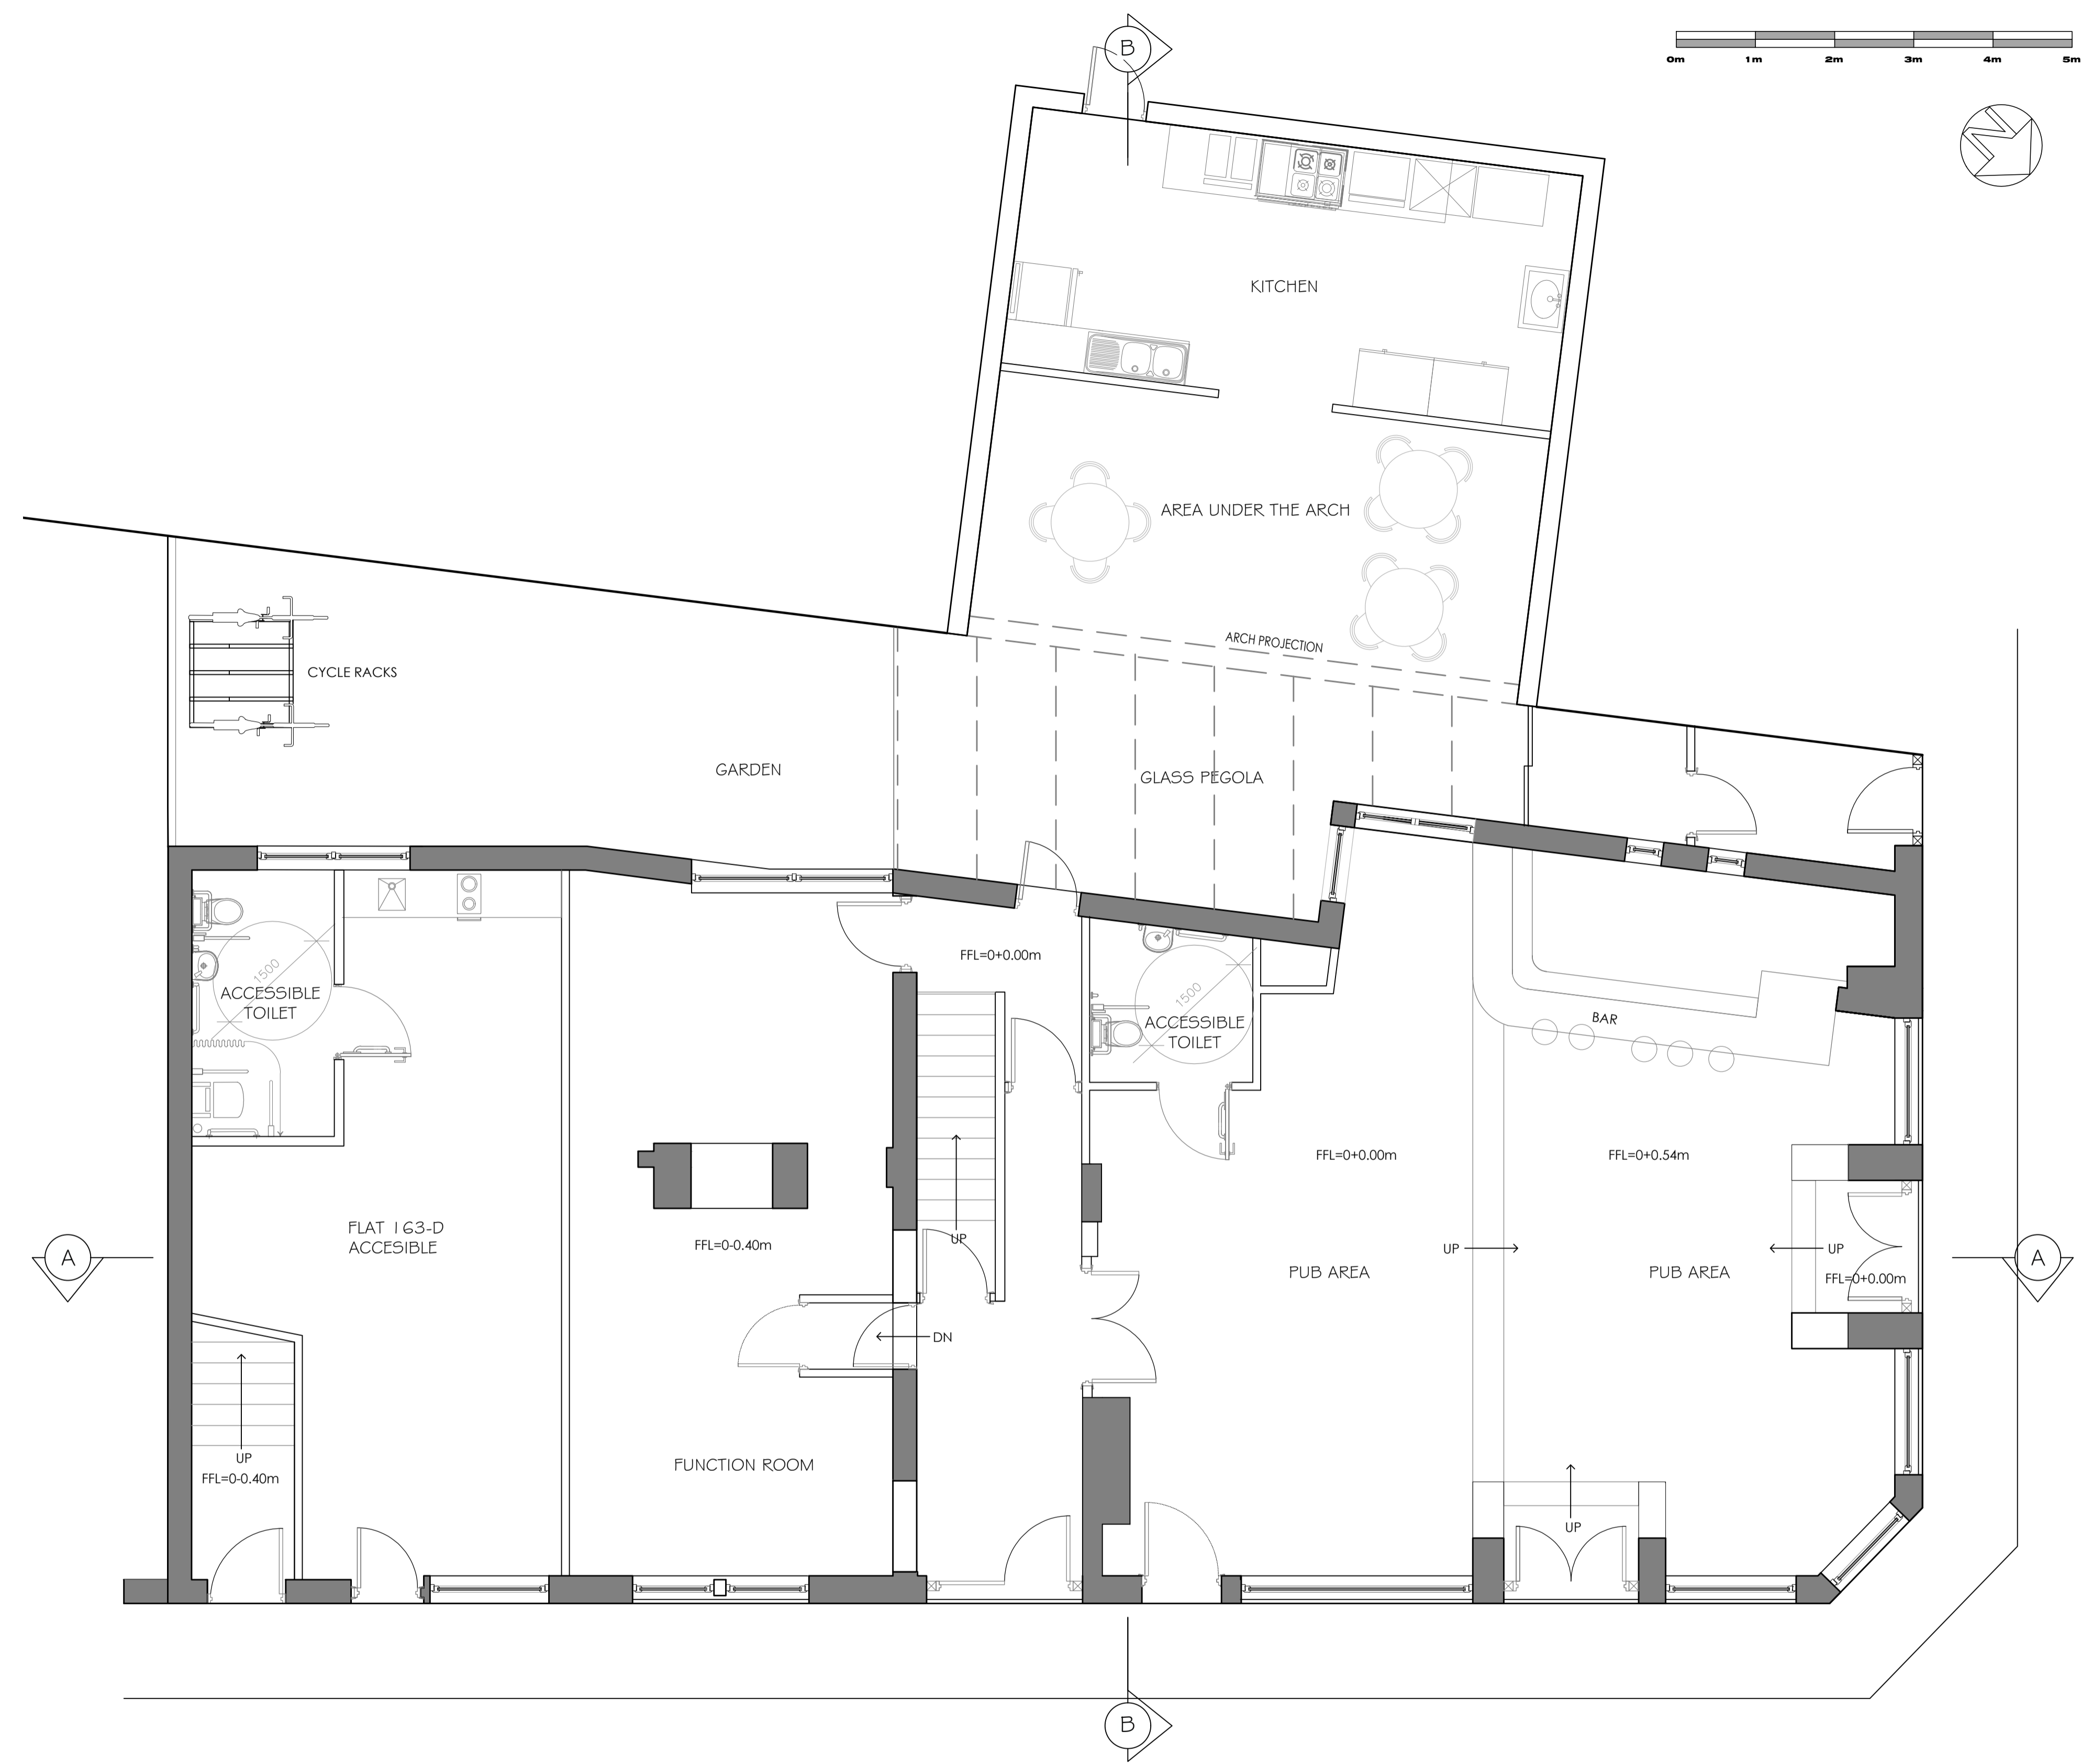 B
0m 1m 2m 3m 4m 5m
N
KITCHEN
AREA UNDER THE ARCH
ARCH PROJECTION
CYCLE RACKS
GARDEN
GLASS PEGOLA
FFL=0+0.00m
1500
ACCESSIBLE
TOILET
1500
ACCESSIBLE
TOILET
BAR
FFL=0+0.00m
FFL=0+0.54m
FLAT 163-D
ACCESIBLE
FFL=0-0.40m
UP
UP
UP
A
A
PUB AREA
PUB AREA
FFL=0+0.00m
DN
UP
FFL=0-0.40m
FUNCTION ROOM
UP
B